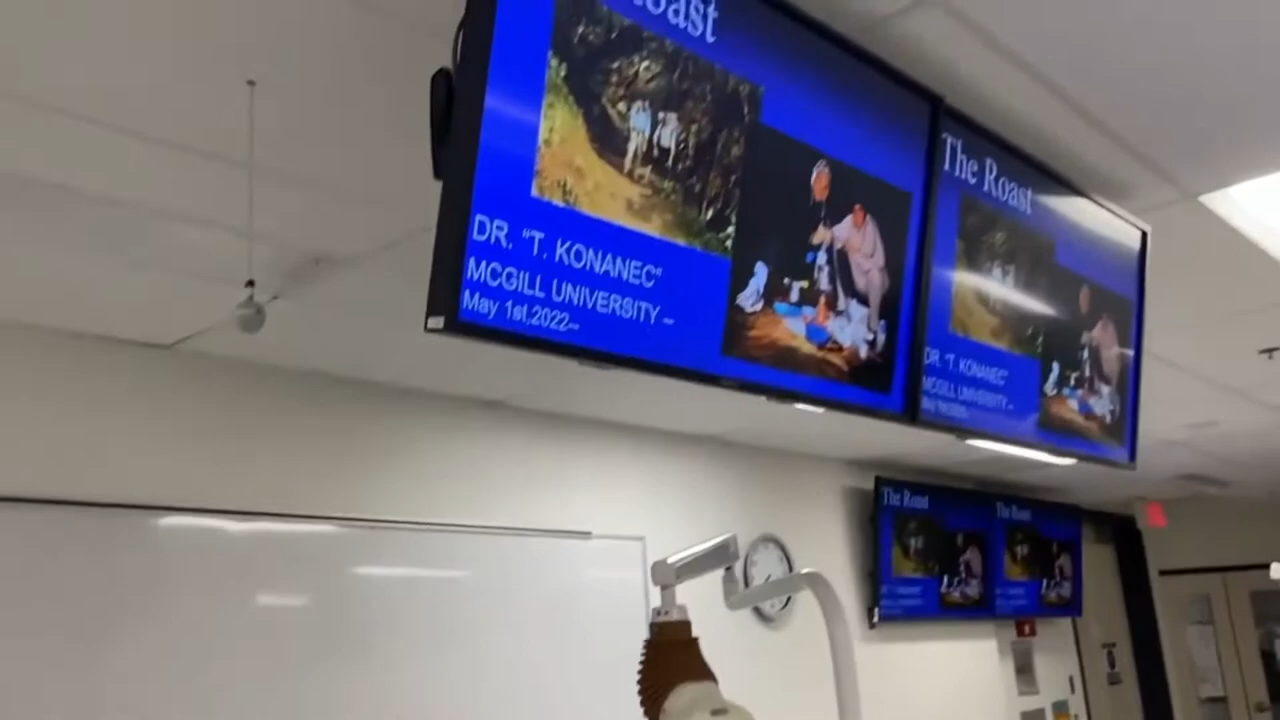 Roast
DR. "T. KONANEC"
MCGILL UNIVERSITY –
May 1st,2022–
The Roast
DR. "T. KONANEC"
MCGILL UNIVERSITY –
The Roast
The Roast